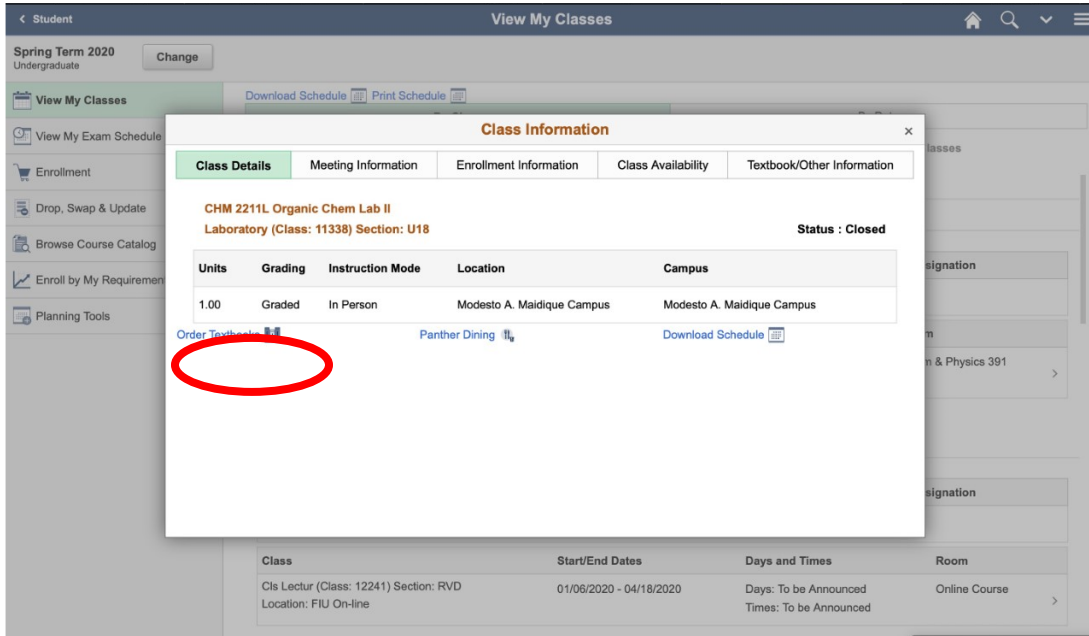 Student
View My Classes
Spring Term 2020
Undergraduate
Change
View My Classes
View My Exam Schedule
Enrollment
Drop, Swap & Update
Browse Course Catalog
Enroll by My Requiremen
Planning Tools
Download Schedule Print Schedule
lasses
Class Information ×
Class Details Meeting Information Enrollment Information Class Availability Textbook/Other Information
CHM 2211L Organic Chem Lab II
Laboratory (Class: 11338) Section: U18 Status : Closed
Units Grading Instruction Mode Location Campus
1.00 Graded In Person Modesto A. Maidique Campus Modesto A. Maidique Campus
Order Textbooks Panther Dining Download Schedule
signation
m
m & Physics 391
signation
Class Start/End Dates Days and Times Room
Cls Lectur (Class: 12241) Section: RVD 01/06/2020 - 04/18/2020 Days: To be Announced Online Course
Location: FIU On-line Times: To be Announced